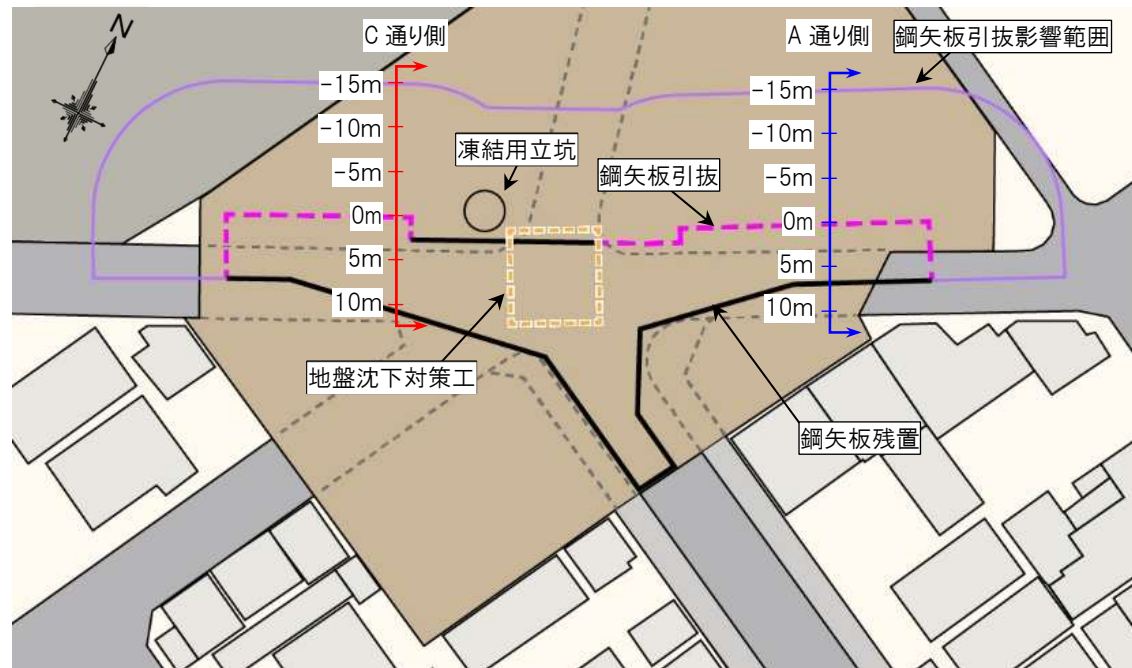 N
C 通り側
A 通り側
鋼矢板引抜影響範囲
-15m
-10m
-5m
0m
5m
10m
-15m
-10m
-5m
0m
5m
10m
凍結用立坑
鋼矢板引抜
地盤沈下対策工
鋼矢板残置